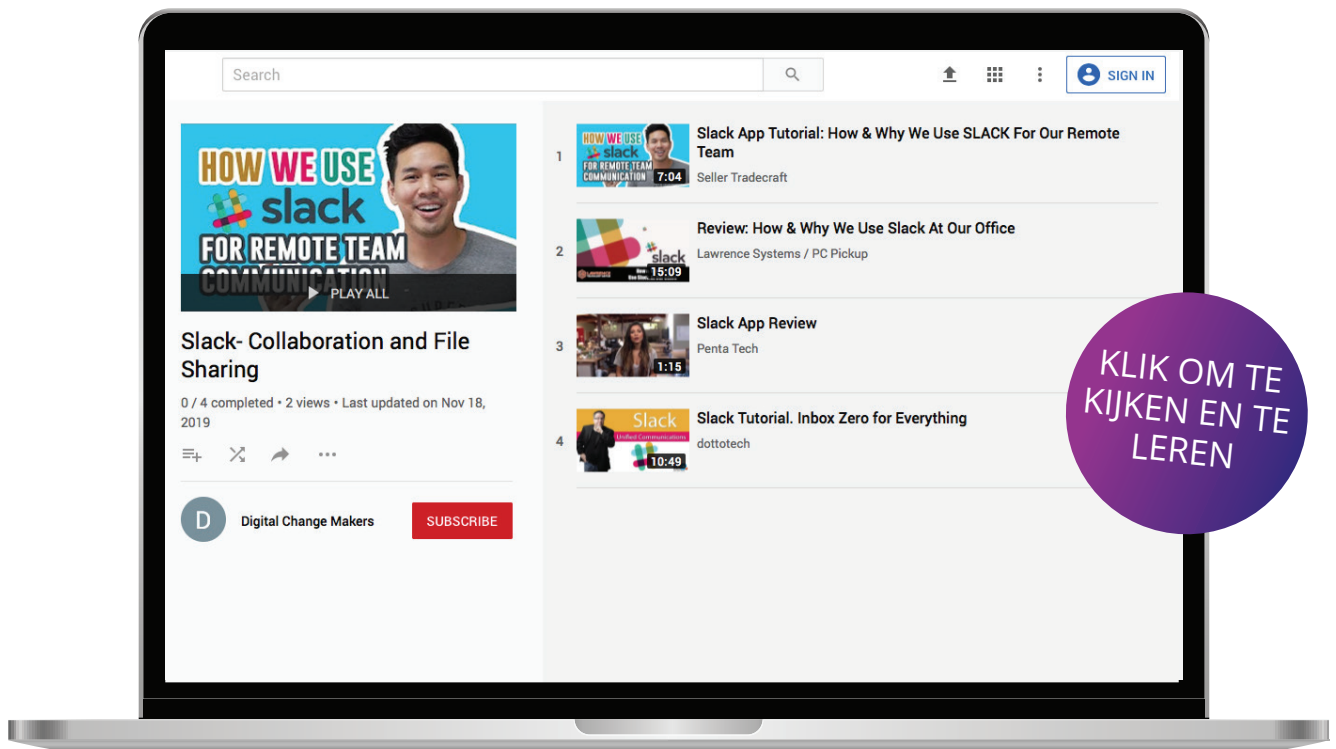 Search
SIGN IN
HOW WE USE
slack
FOR REMOTE TEAM
COMMUNICATION
PLAY ALL
Slack- Collaboration and File
Sharing
0 / 4 completed • 2 views • Last updated on Nov 18,
2019
D
Digital Change Makers
SUBSCRIBE
1
HOW WE USE
slack
FOR REMOTE TEAM
COMMUNICATION
7:04
Slack App Tutorial: How & Why We Use SLACK For Our Remote
Team
Seller Tradecraft
2
slack
15:09
Review: How & Why We Use Slack At Our Office
Lawrence Systems / PC Pickup
3
1:15
Slack App Review
Penta Tech
4
Slack
Unified Communications
10:49
Slack Tutorial. Inbox Zero for Everything
dottotech
KLIK OM TE
KIJKEN EN TE
LEREN